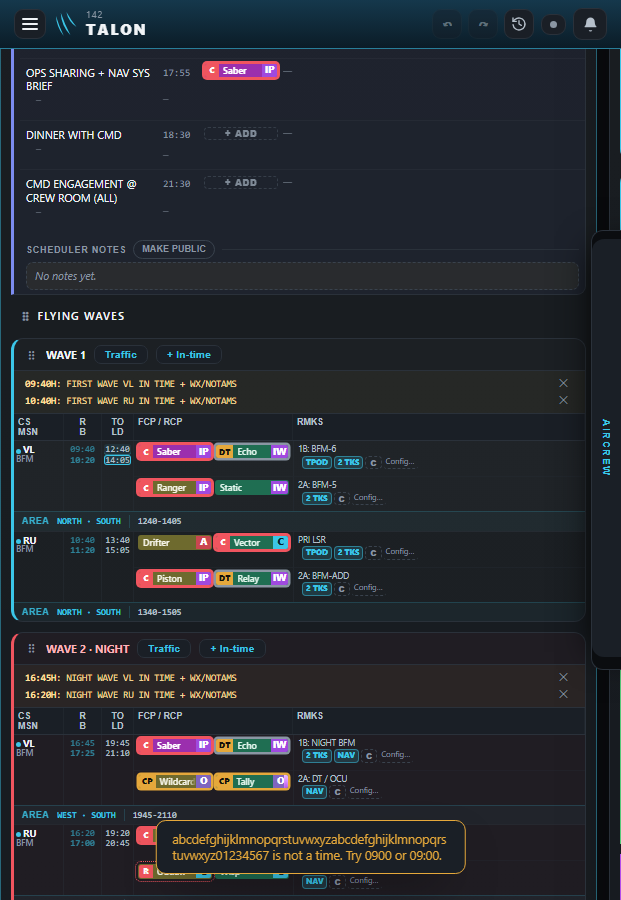 142
TALON
OPS SHARING + NAV SYS BRIEF
17:55
C Saber IP —
—
—
DINNER WITH CMD
18:30
+ ADD —
—
—
CMD ENGAGEMENT @ CREW ROOM (ALL)
21:30
+ ADD —
—
—
SCHEDULER NOTES MAKE PUBLIC
No notes yet.
FLYING WAVES
WAVE 1 Traffic + In-time
09:40H: FIRST WAVE VL IN TIME + WX/NOTAMS
10:40H: FIRST WAVE RU IN TIME + WX/NOTAMS
CS R TO FCP / RCP RMKS
MSN B LD
VL 09:40 12:40 C Saber IP DT Echo IW 1B: BFM-6
BFM 10:20 14:05 TPOD 2 TKS C Config...
C Ranger IP Static IW 2A: BFM-5
2 TKS C Config...
AREA NORTH · SOUTH 1240-1405
RU 10:40 13:40 Drifter A C Vector C PRI LSR
BFM 11:20 15:05 TPOD 2 TKS C Config...
C Piston IP DT Relay IW 2A: BFM-ADD
2 TKS C Config...
AREA NORTH · SOUTH 1340-1505
WAVE 2 · NIGHT Traffic + In-time
16:45H: NIGHT WAVE VL IN TIME + WX/NOTAMS
16:20H: NIGHT WAVE RU IN TIME + WX/NOTAMS
CS R TO FCP / RCP RMKS
MSN B LD
VL 16:45 19:45 C Saber IP DT Echo IW 1B: NIGHT BFM
BFM 17:25 21:10 2 TKS NAV C Config...
CP Wildcard O CP Tally O 2A: DT / OCU
NAV C Config...
AREA WEST · SOUTH 1945-2110
RU 16:20 19:20 C
BFM 17:00 20:45
abcdefghijklmnopqrstuvwxyzabcdefghijklmnopqrs
tuvwxyz01234567 is not a time. Try 0900 or 09:00.
R
NAV C Config...
AIRCREW